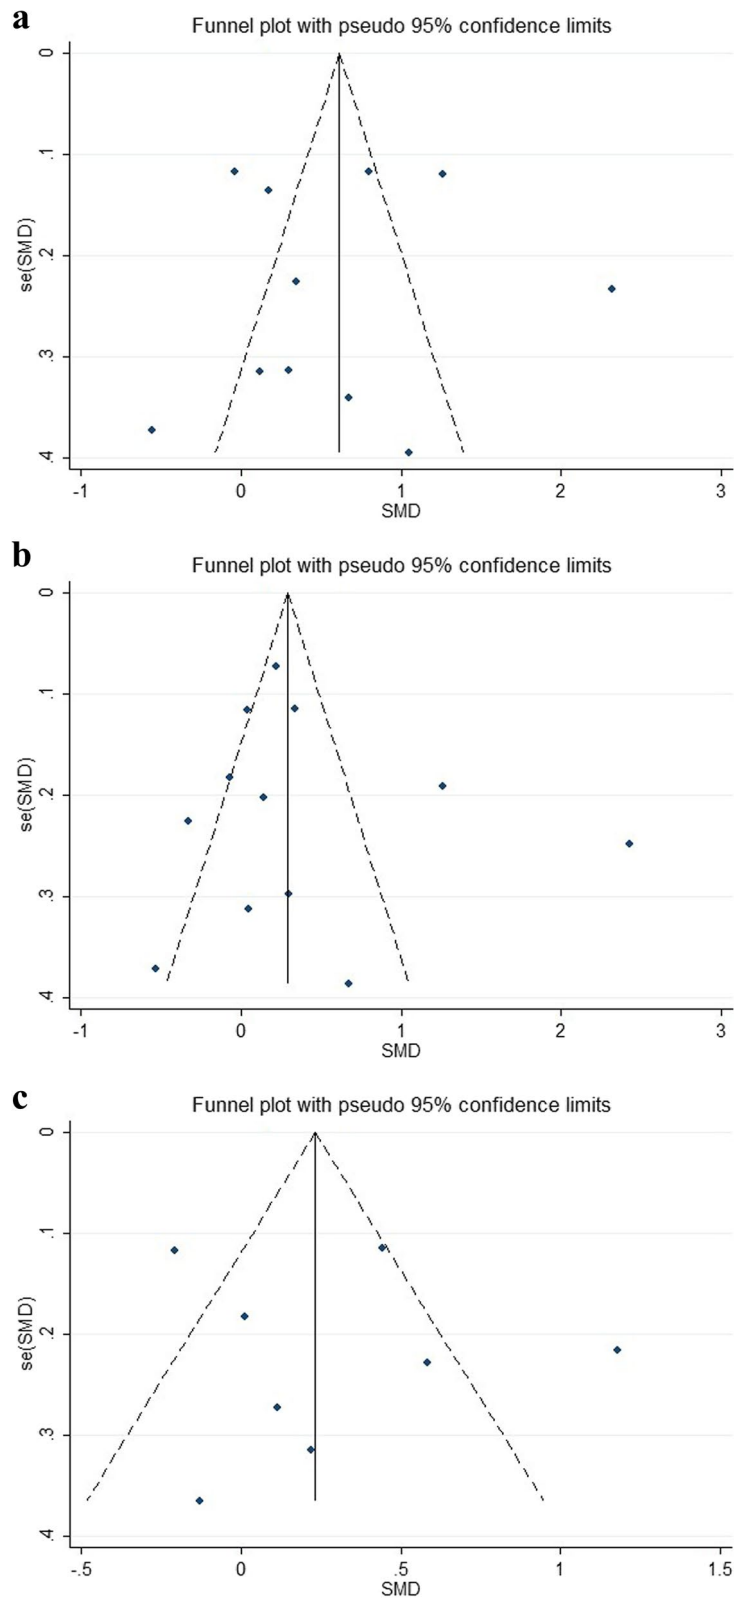 a
Funnel plot with pseudo 95% confidence limits
0
.1
.2
.3
.4
se(SMD)
-1 0 1 2 3
SMD
b
Funnel plot with pseudo 95% confidence limits
0
.1
.2
.3
.4
se(SMD)
-1 0 1 2 3
SMD
c
Funnel plot with pseudo 95% confidence limits
0
.1
.2
.3
.4
se(SMD)
-.5 0 .5 1 1.5
SMD